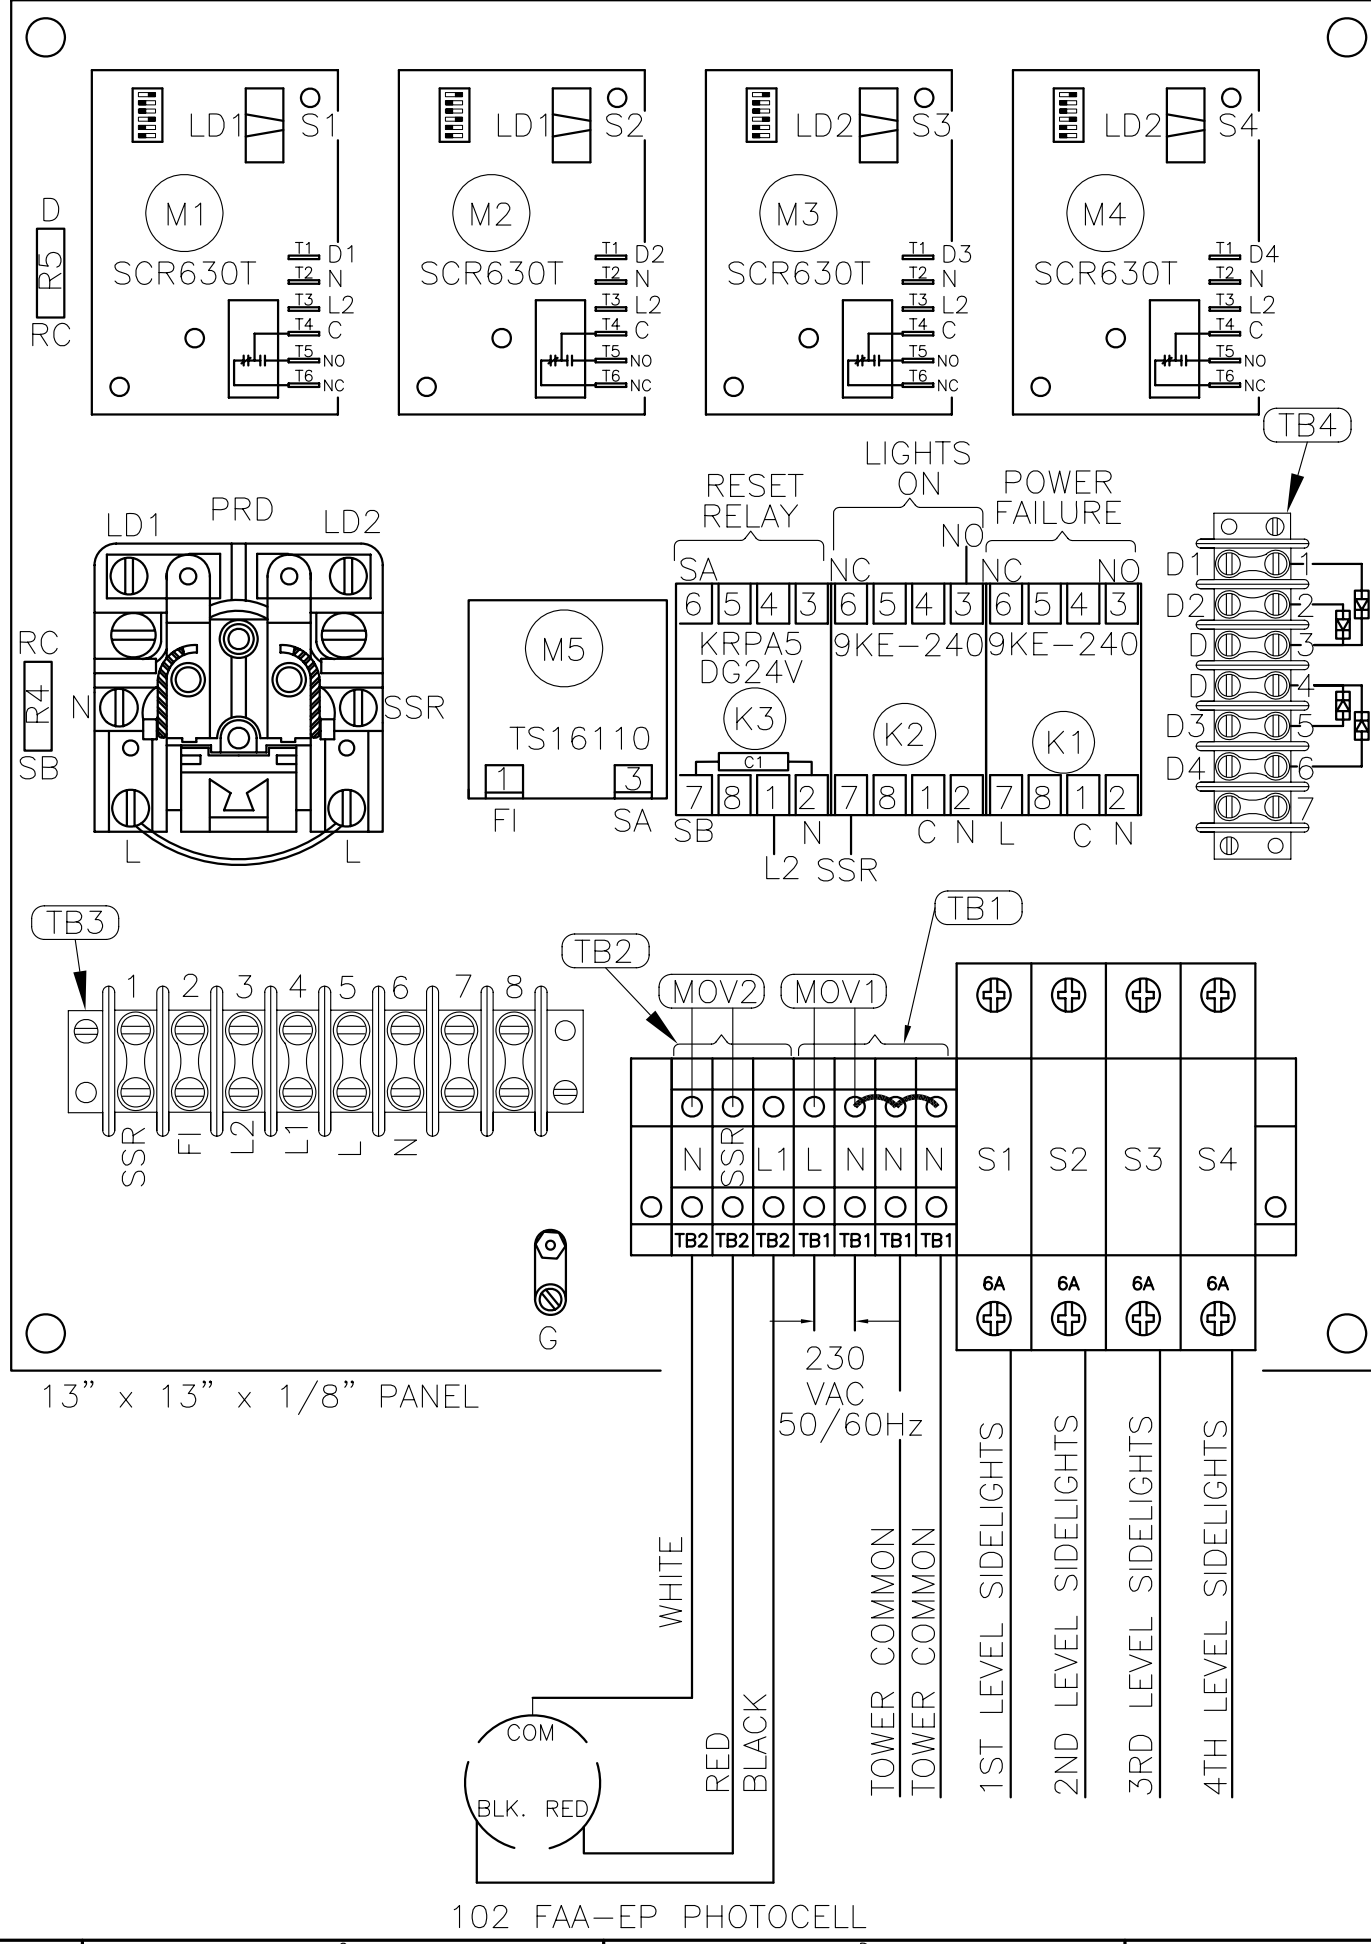 LD1 S1 LD1 S2 LD2 S3 LD2 S4
M1 M2 M3 M4
SCR630T SCR630T SCR630T SCR630T
T1 D1 T1 D2 T1 D3 T1 D4
T2 N T2 N T2 N T2 N
T3 L2 T3 L2 T3 L2 T3 L2
T4 C T4 C T4 C T4 C
T5 NO T5 NO T5 NO T5 NO
T6 NC T6 NC T6 NC T6 NC
D
R5
RC
TB4
LIGHTS
ON
RESET
RELAY
POWER
FAILURE
LD1 PRD LD2
RC
R4
SB
N SSR
L L
M5
TS16110
1 3
FI SA
SA NC NO NC NO
6 5 4 3 6 5 4 3 6 5 4 3
KRPA5
DG24V
9KE-240 9KE-240
K3 K2 K1
C1
7 8 1 2 7 8 1 2 7 8 1 2
SB N C N L C N
L2 SSR
D1 1
D2 2
D 3
D 4
D3 5
D4 6
7
TB3
1 2 3 4 5 6 7 8
SSR FI L2 L1 L N
TB2 TB1
MOV2 MOV1
N SSR L1 L N N N S1 S2 S3 S4
TB2 TB2 TB2 TB1 TB1 TB1 TB1
6A 6A 6A 6A
G
230
VAC
50/60Hz
13” x 13” x 1/8” PANEL
WHITE
RED
BLACK
TOWER COMMON
TOWER COMMON
1ST LEVEL SIDELIGHTS
2ND LEVEL SIDELIGHTS
3RD LEVEL SIDELIGHTS
4TH LEVEL SIDELIGHTS
COM
BLK. RED
102 FAA-EP PHOTOCELL